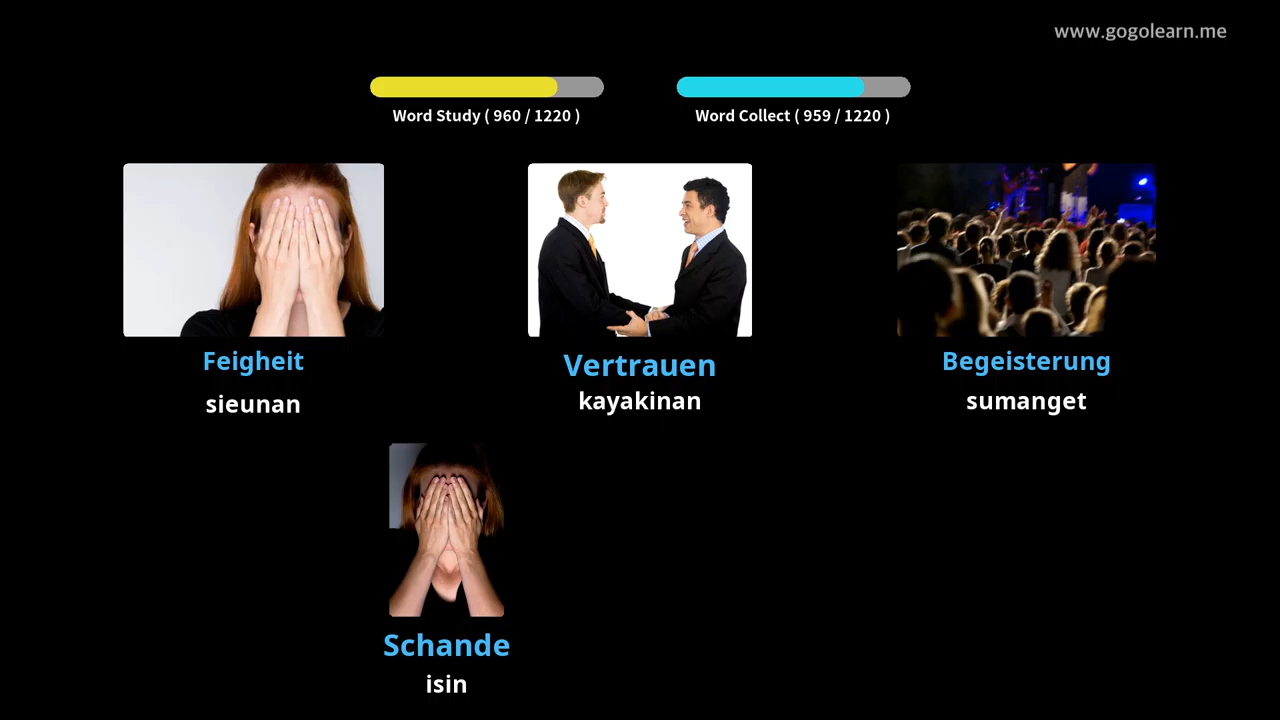 www.gogolearn.me
Word Study ( 960 / 1220 )
Word Collect ( 959 / 1220 )
Feigheit
sieunan
Vertrauen
kayakinan
Begeisterung
sumanget
Schande
isin